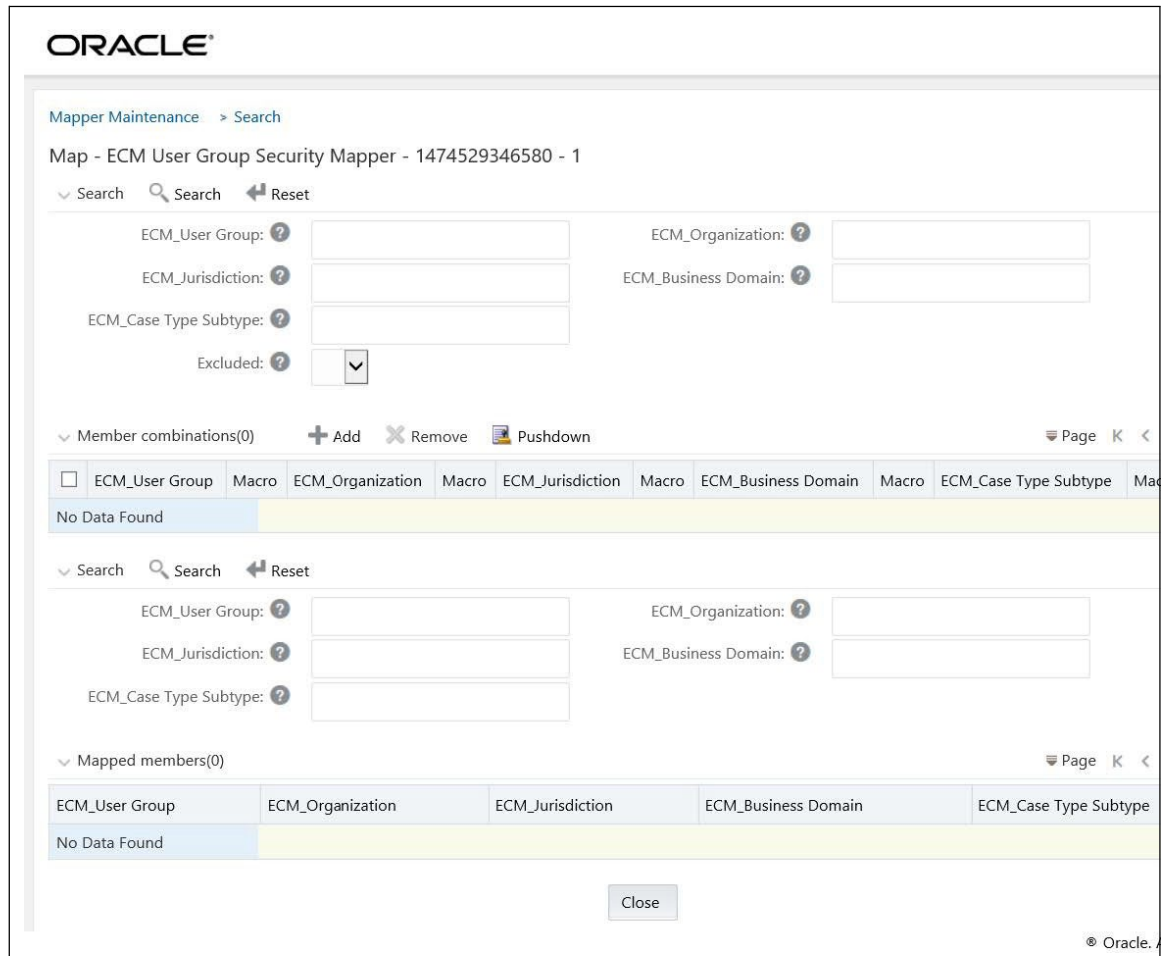 ORACLE®
Mapper Maintenance > Search
Map - ECM User Group Security Mapper - 1474529346580 - 1
Search Search Reset
ECM_User Group: ? ECM_Organization: ?
ECM_Jurisdiction: ? ECM_Business Domain: ?
ECM_Case Type Subtype: ?
Excluded: ?
Member combinations(0) Add Remove Pushdown Page
ECM_User Group Macro ECM_Organization Macro ECM_Jurisdiction Macro ECM_Business Domain Macro ECM_Case Type Subtype Mac
No Data Found
Search Search Reset
ECM_User Group: ? ECM_Organization: ?
ECM_Jurisdiction: ? ECM_Business Domain: ?
ECM_Case Type Subtype: ?
Mapped members(0) Page
ECM_User Group ECM_Organization ECM_Jurisdiction ECM_Business Domain ECM_Case Type Subtype
No Data Found
Close
® Oracle. A